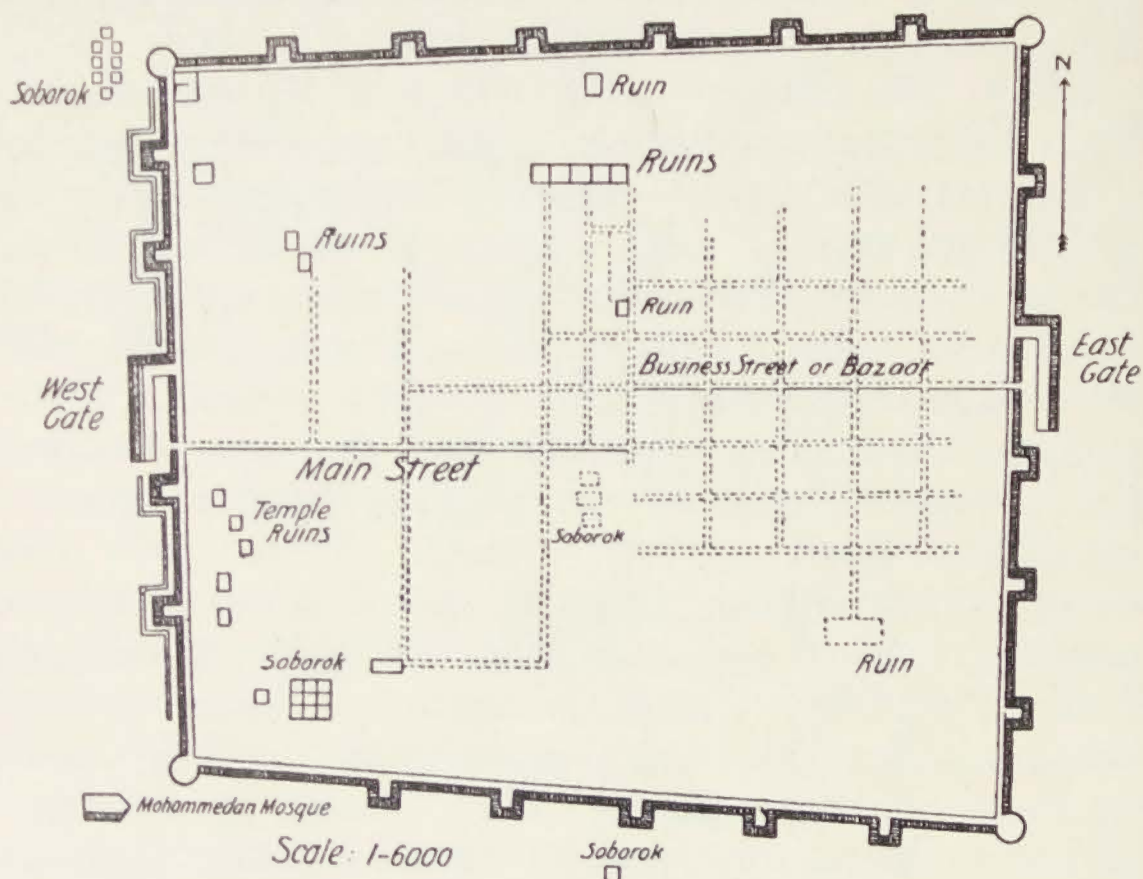 Z
Soborok
Ruin
Ruins
Ruins
Ruin
Business Street or Bazaar
East
Gate
West
Gate
Main Street
Temple
Ruins
Soborok
Soborok
Ruin
Mohammedan Mosque
Scale: 1-6000
Soborok